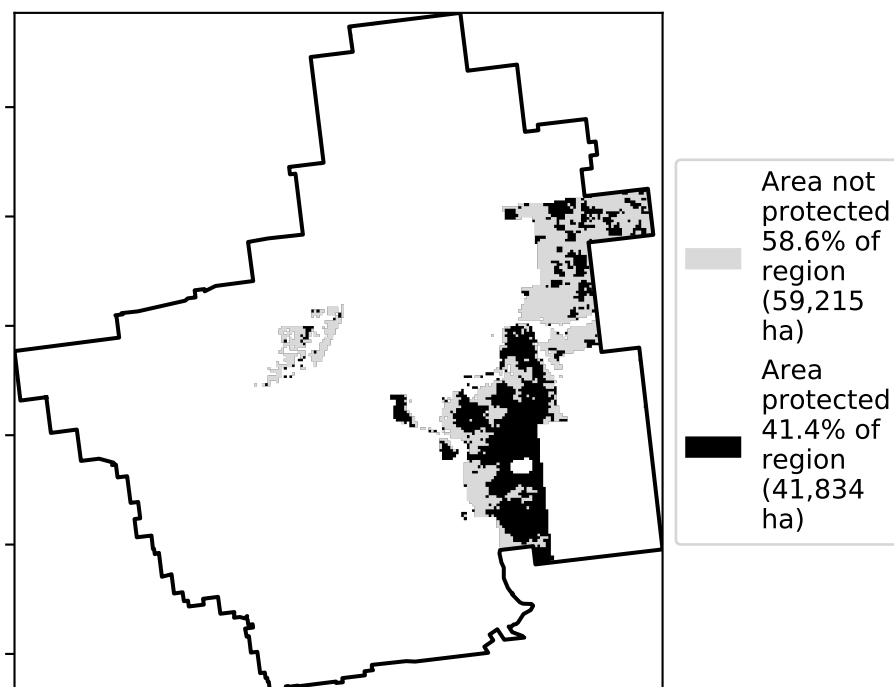 Area not
protected
58.6% of
region
(59,215
ha)
Area
protected
41.4% of
region
(41,834
ha)